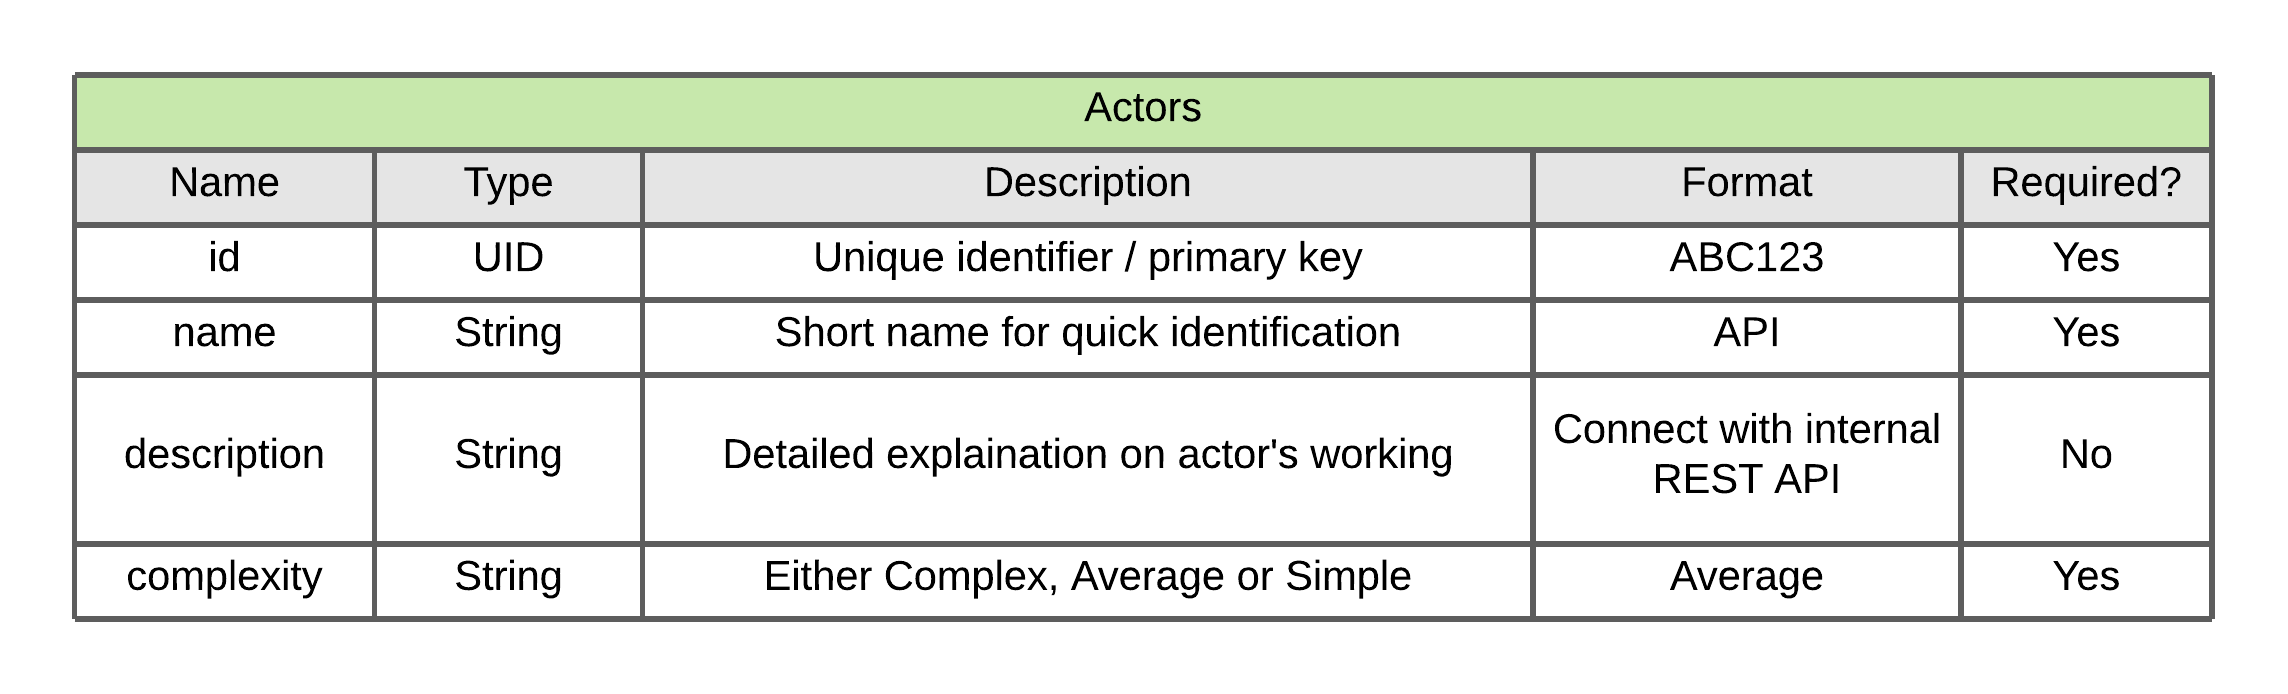 Actors
Name Type Description Format Required?
id UID Unique identifier / primary key ABC123 Yes
name String Short name for quick identification API Yes
description String Detailed explaination on actor's working Connect with internal
REST API No
complexity String Either Complex, Average or Simple Average Yes